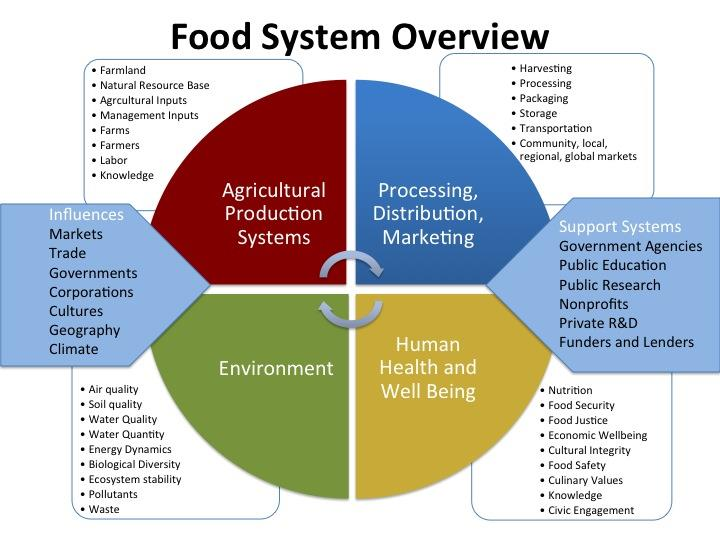 Food System Overview
• Farmland
• Natural Resource Base
• Agrcultural Inputs
• Management Inputs
• Farms
• Farmers
• Labor
• Knowledge
• Harvesting
• Processing
• Packaging
• Storage
• Transportation
• Community, local,
regional, global markets
Agricultural
Production
Systems
Processing,
Distribution,
Marketing
Influences
Markets
Trade
Governments
Corporations
Cultures
Geography
Climate
Support Systems
Government Agencies
Public Education
Public Research
Nonprofits
Private R&D
Funders and Lenders
Environment
Human
Health and
Well Being
• Air quality
• Soil quality
• Water Quality
• Water Quantity
• Energy Dynamics
• Biological Diversity
• Ecosystem stability
• Pollutants
• Waste
• Nutrition
• Food Security
• Food Justice
• Economic Wellbeing
• Cultural Integrity
• Food Safety
• Culinary Values
• Knowledge
• Civic Engagement